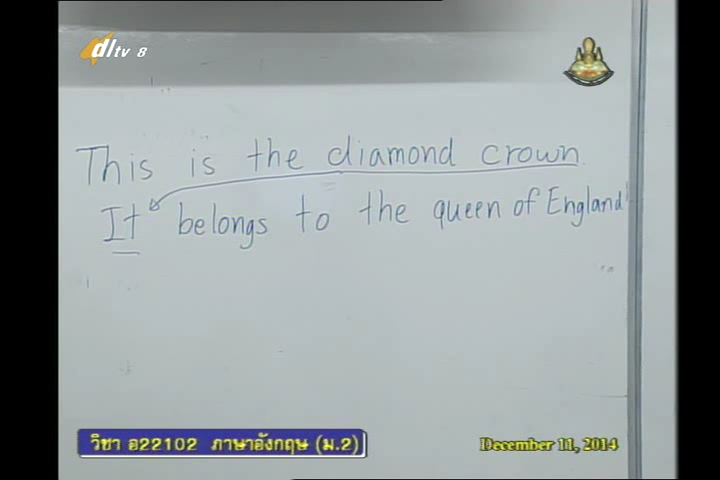 dltv 8
This is the diamond crown.
It belongs to the queen of England
วิชา อ22102 ภาษาอังกฤษ (ม.2)
December 11, 2014